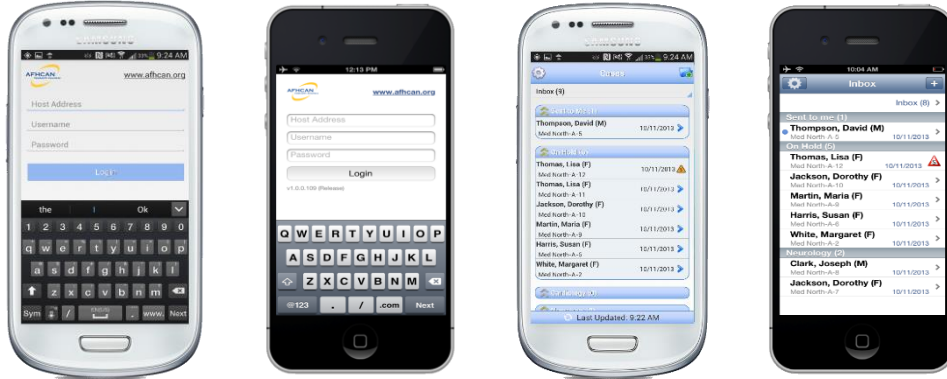 SAMSUNG
9:24 AM
AFHCAN
www.afhcan.org
Host Address
Username
Password
Login
the I Ok
1 2 3 4 5 6 7 8 9 0
q w e r t y u i o p
a s d f g h j k l
z x c v b n m
Sym / . www. Next
12:13 PM
AFHCAN
www.afhcan.org
Host Address
Username
Password
Login
v1.0.0.100 (Release)
Q W E R T Y U I O P
A S D F G H J K L
Z X C V B N M
@123 . / .com Next
SAMSUNG
9:24 AM
Cases
Inbox (9)
Sent to Me (1)
Thompson, David (M)
Med North-A-5 10/11/2013
On Hold
Thomas, Lisa (F)
Med North-A-12 10/11/2013
Thomas, Lisa (F)
Med North-A-11 10/11/2013
Jackson, Dorothy (F)
Med North-A-10 10/11/2013
Martin, Maria (F)
Med North-A-9 10/11/2013
Harris, Susan (F)
Med North-A-5 10/11/2013
White, Margaret (F)
Med North-A-2 10/11/2013
Last Updated: 9:22 AM
10:04 AM
Inbox +
Inbox (8)
Sent to me (1)
Thompson, David (M)
Med North-A-5 10/11/2013
On Hold (5)
Thomas, Lisa (F)
Med North-A-12 10/11/2013
Jackson, Dorothy (F)
Med North-A-10 10/11/2013
Martin, Maria (F)
Med North-A-9 10/11/2013
Harris, Susan (F)
Med North-A-6 10/11/2013
White, Margaret (F)
Med North-A-2 10/11/2013
Neurology (2)
Clark, Joseph (M)
Med North-A-8 10/11/2013
Jackson, Dorothy (F)
Med North-A-7 10/11/2013